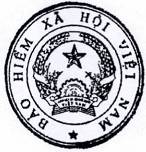 BẢO HIỂM XÃ HỘI VIỆT NAM